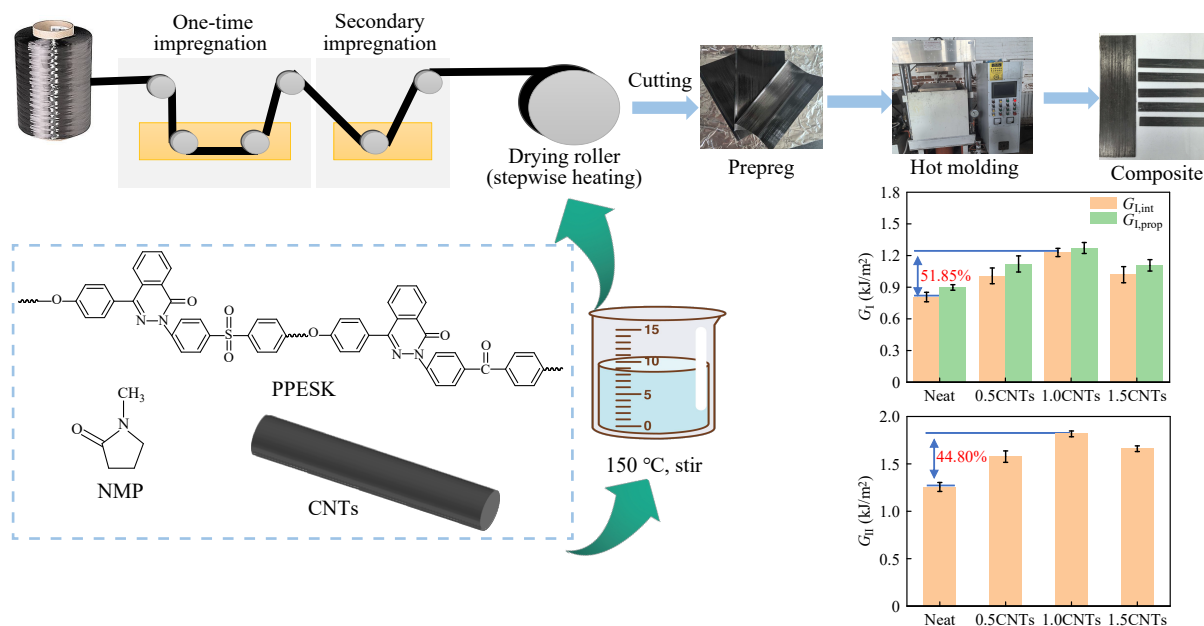 One-time
impregnation
Secondary
impregnation
Drying roller
(stepwise heating)
Cutting
Prepreg
Hot molding
Composite
O
N
N
O
S
O
O
O
N
N
O
O
C
PPESK
CH₃
N
O
NMP
CNTs
15
10
5
0
150 ℃, stir
G_I (kJ/m²)
1.8
1.5
1.2
0.9
0.6
0.3
0
G_I,int
G_I,prop
51.85%
Neat 0.5CNTs 1.0CNTs 1.5CNTs
G_II (kJ/m²)
2.0
1.5
1.0
0.5
0
44.80%
Neat 0.5CNTs 1.0CNTs 1.5CNTs